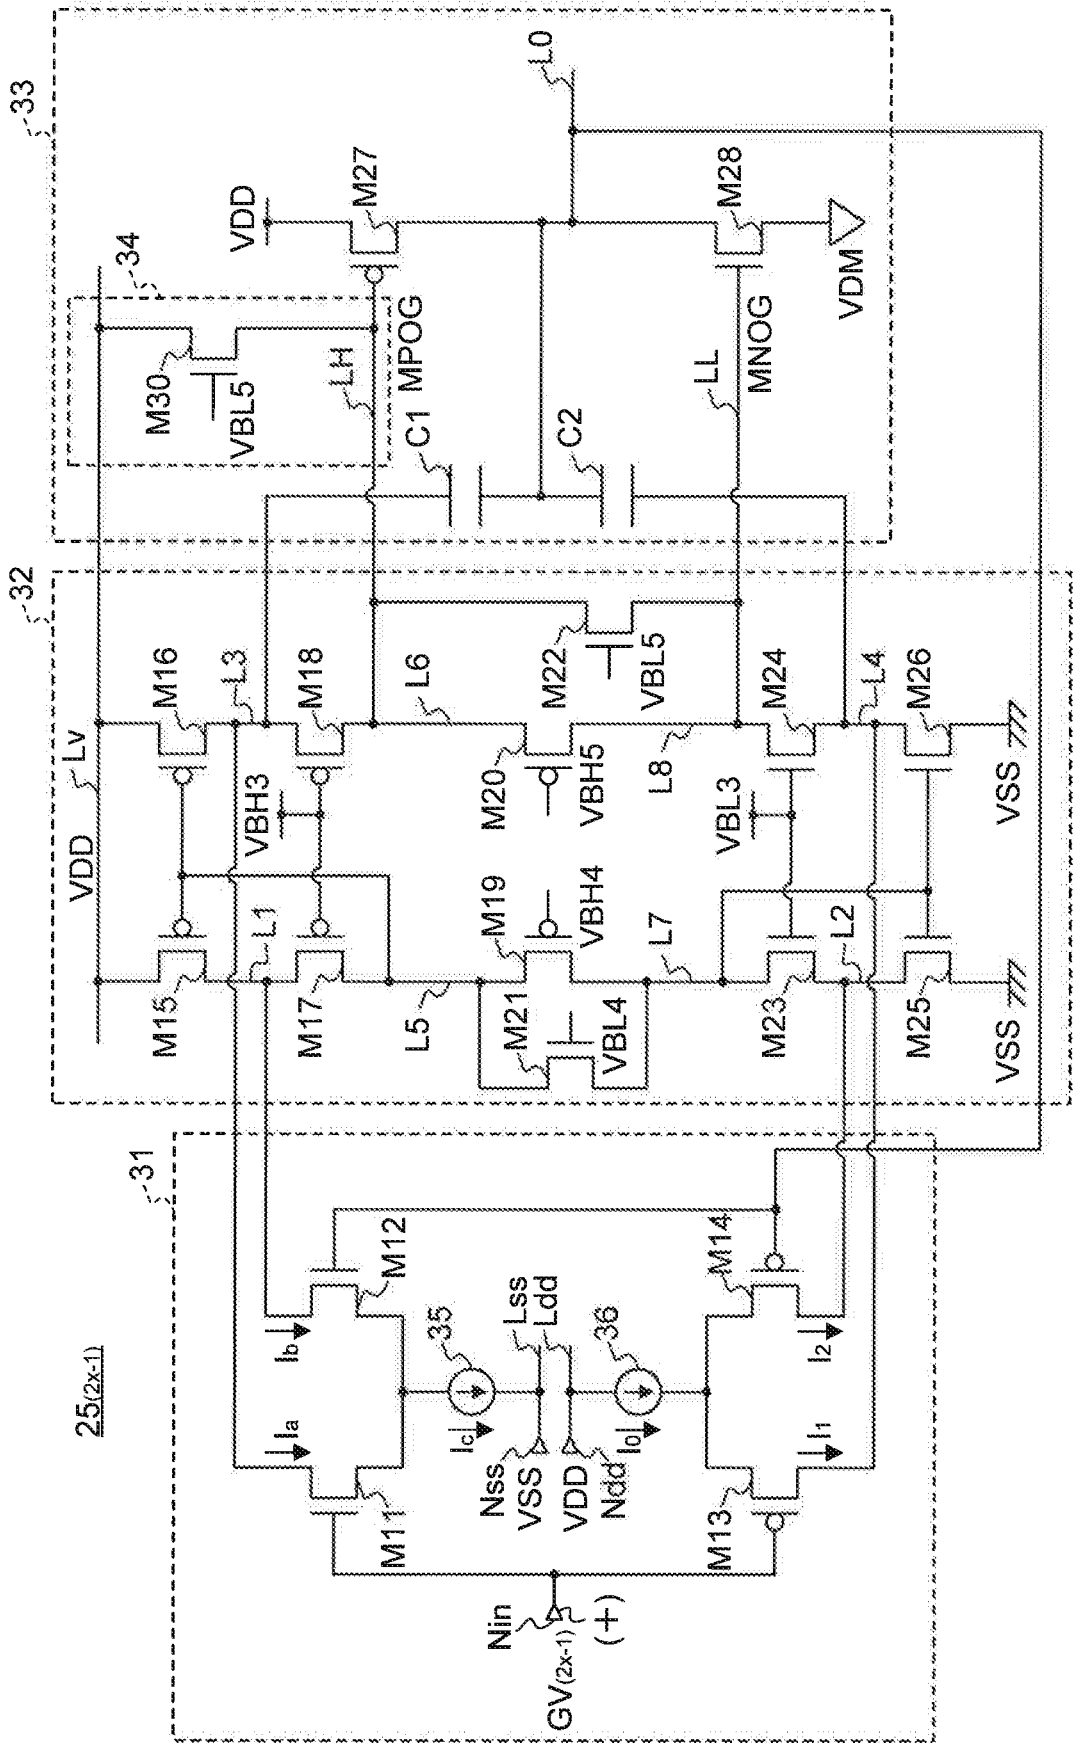 25(2x-1)
31
Nin
GV(2x-1)
(+)
M11
M12
Ia
Ib
Ic
35
Nss
VSS
Lss
VDD
Ldd
Ndd
I0
36
M13
M14
I1
I2
32
VDD
Lv
M15
M16
L1
L3
VBH3
M17
M18
L5
L6
M21
VBL4
M19
VBH4
M20
VBH5
M22
VBL5
L7
L8
VBL3
M23
M24
L2
L4
M25
M26
VSS
VSS
33
34
M30
VBL5
LH
VDD
M27
MPOG
C1
C2
L0
LL
MNOG
M28
VDM